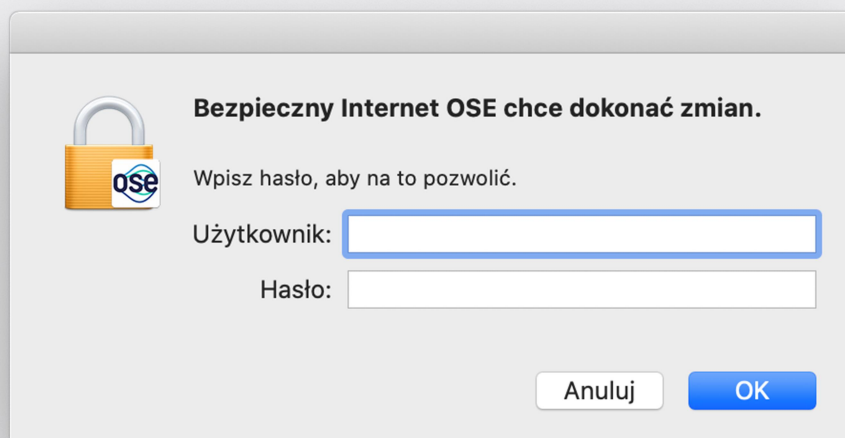 Bezpieczny Internet OSE chce dokonać zmian.
ose
Wpisz hasło, aby na to pozwolić.
Użytkownik:
Hasło:
Anuluj OK